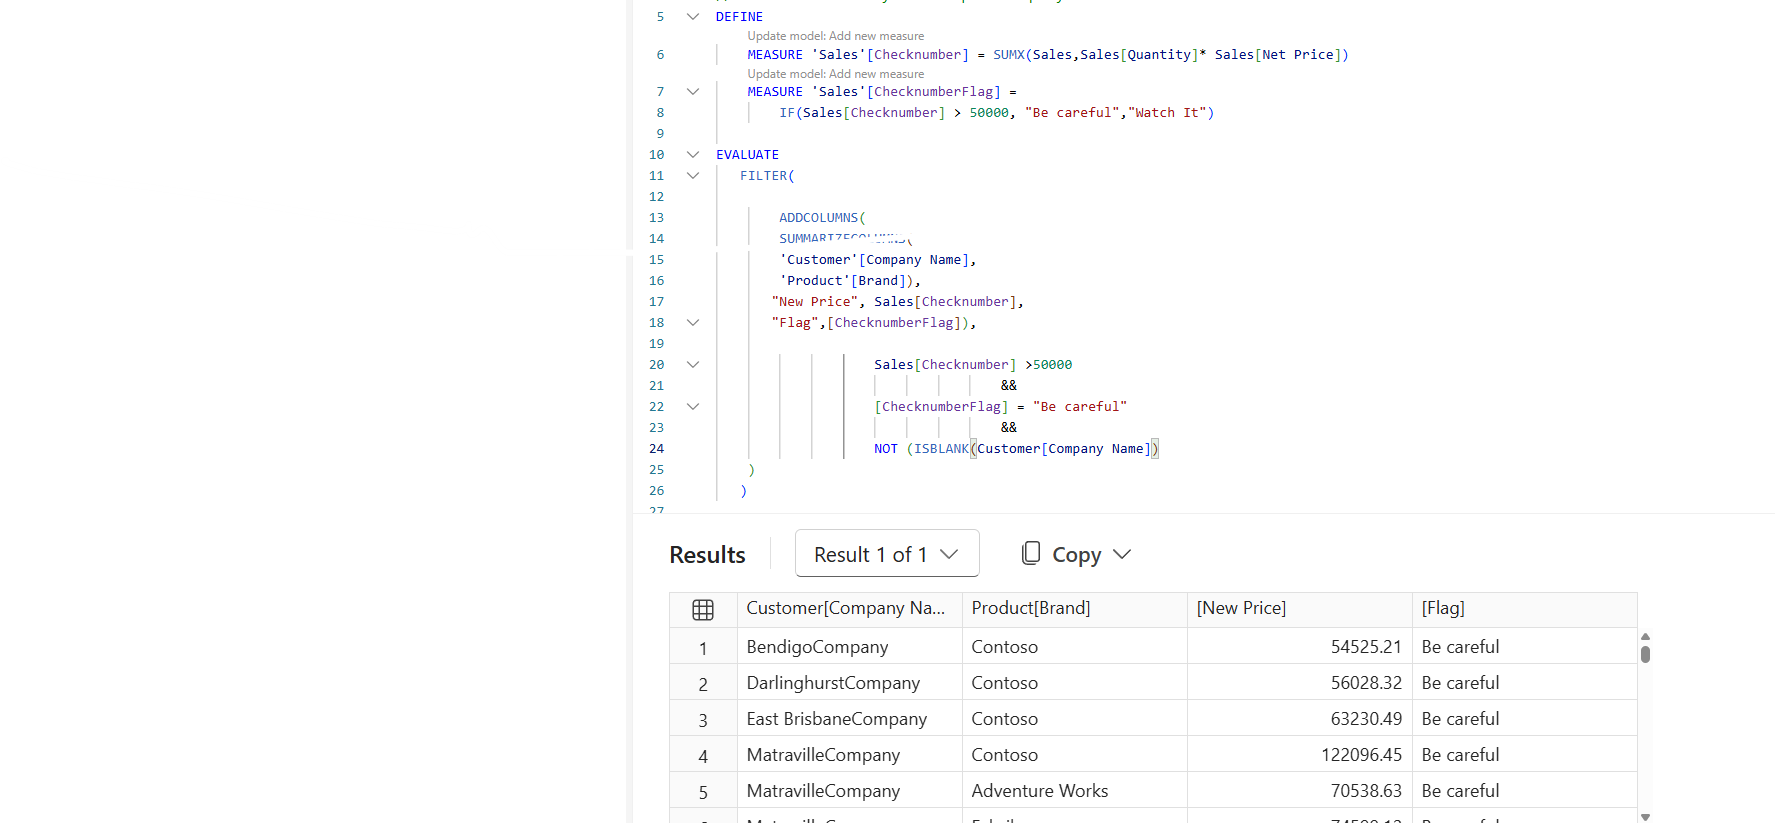 5 DEFINE
Update model: Add new measure
6 MEASURE 'Sales'[Checknumber] = SUMX(Sales,Sales[Quantity]* Sales[Net Price])
Update model: Add new measure
7 MEASURE 'Sales'[ChecknumberFlag] =
8 IF(Sales[Checknumber] > 50000, "Be careful","Watch It")
9
10 EVALUATE
11 FILTER(
12
13 ADDCOLUMNS(
14 SUMMARIZECOLUMNS(
15 'Customer'[Company Name],
16 'Product'[Brand]),
17 "New Price", Sales[Checknumber],
18 "Flag",[ChecknumberFlag]),
19
20 Sales[Checknumber] >50000
21 &&
22 [ChecknumberFlag] = "Be careful"
23 &&
24 NOT (ISBLANK(Customer[Company Name])
25 )
26 )
27
Results Result 1 of 1 Copy
Customer[Company Na... Product[Brand] [New Price] [Flag]
1 BendigoCompany Contoso 54525.21 Be careful
2 DarlinghurstCompany Contoso 56028.32 Be careful
3 East BrisbaneCompany Contoso 63230.49 Be careful
4 MatravilleCompany Contoso 122096.45 Be careful
5 MatravilleCompany Adventure Works 70538.63 Be careful